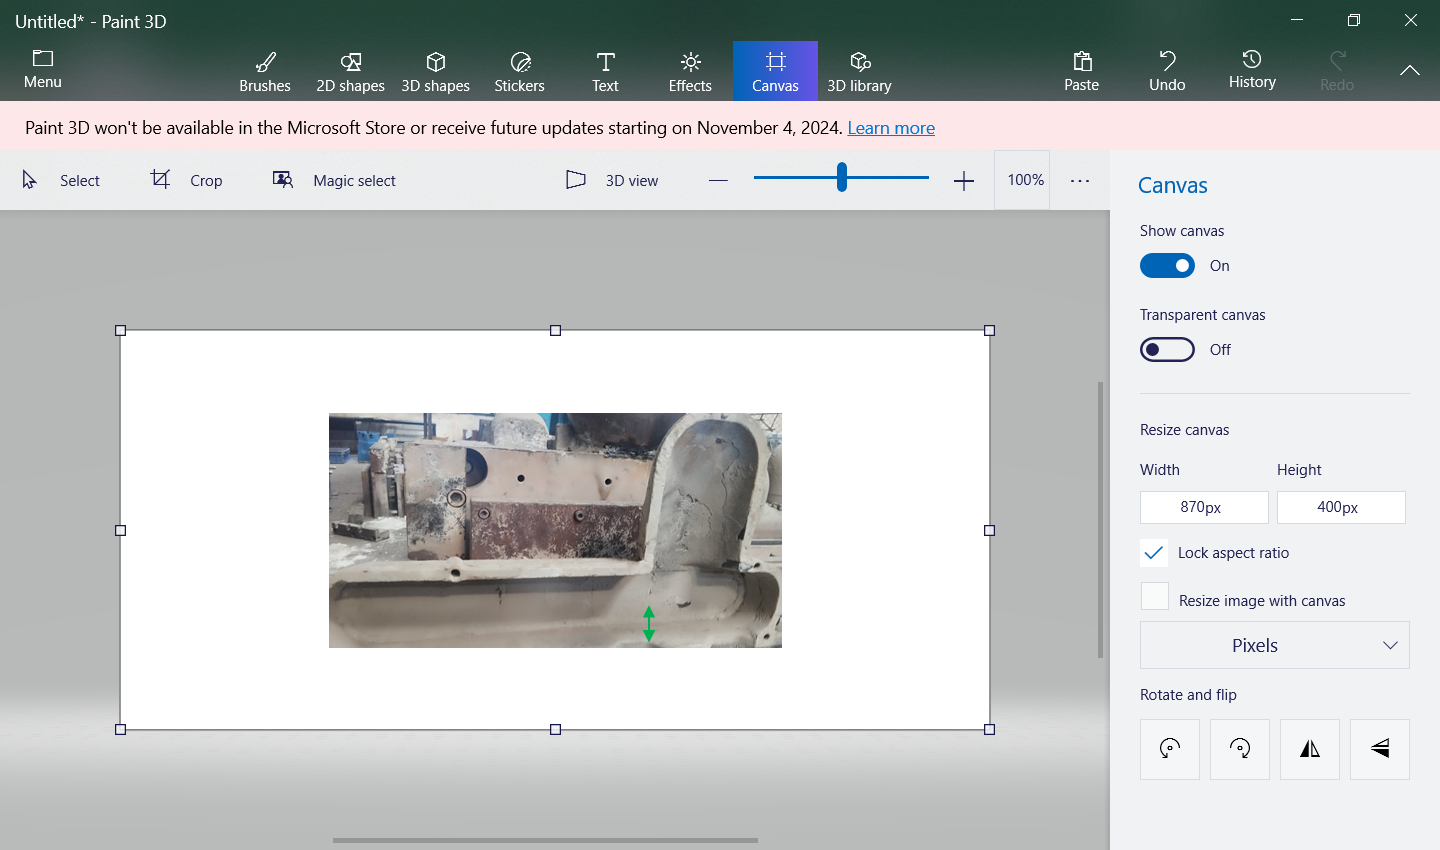 Untitled* - Paint 3D
Menu
Brushes
2D shapes
3D shapes
Stickers
Text
Effects
Canvas
3D library
Paste
Undo
History
Redo
Paint 3D won't be available in the Microsoft Store or receive future updates starting on November 4, 2024. Learn more
Select
Crop
Magic select
3D view
100%
Canvas
Show canvas
On
Transparent canvas
Off
Resize canvas
Width Height
870px 400px
Lock aspect ratio
Resize image with canvas
Pixels
Rotate and flip